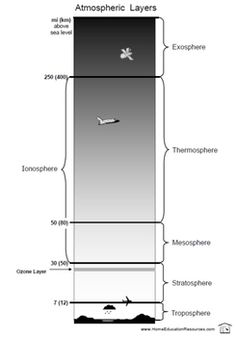 Atmospheric Layers
mi (km)
above
sea level
Exosphere
250 (400)
Ionosphere
Thermosphere
50 (80)
Mesosphere
30 (50)
Ozone Layer
Stratosphere
7 (12)
Troposphere
www.HomeEducationResources.com